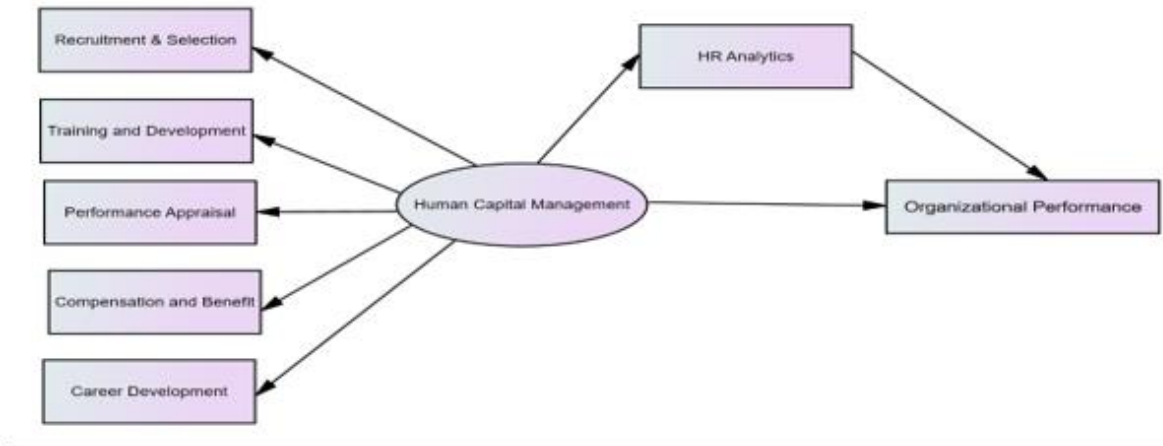 Recruitment & Selection
HR Analytics
Training and Development
Human Capital Management
Performance Appraisal
Organizational Performance
Compensation and Benefit
Career Development